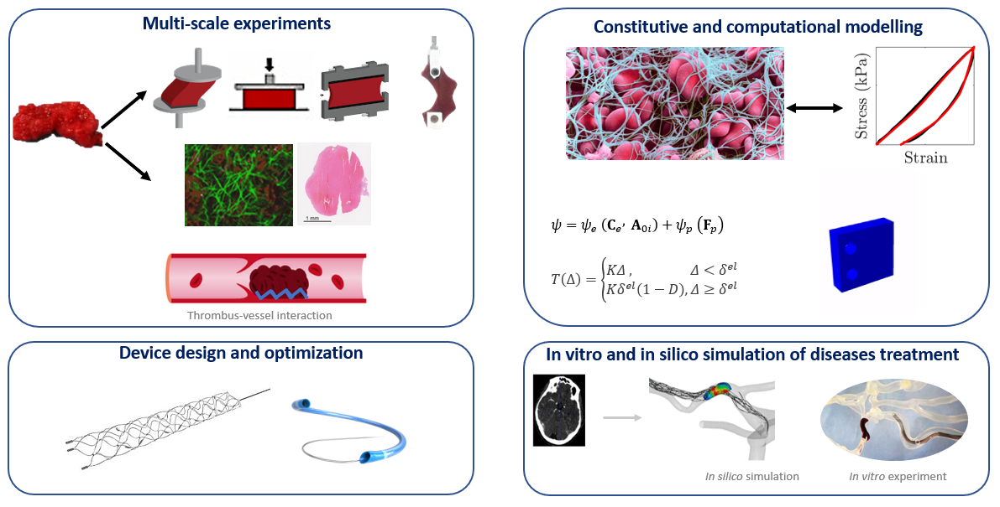 Multi-scale experiments
1 mm
Thrombus-vessel interaction
Constitutive and computational modelling
Stress (kPa)
Strain
ψ = ψₑ (𝐂ₑ, 𝐀₀ᵢ) + ψₚ (𝐅ₚ)
T(Δ) = {KΔ , Δ < δᵉˡ
Kδᵉˡ(1 − D), Δ ≥ δᵉˡ
Device design and optimization
In vitro and in silico simulation of diseases treatment
In silico simulation
In vitro experiment